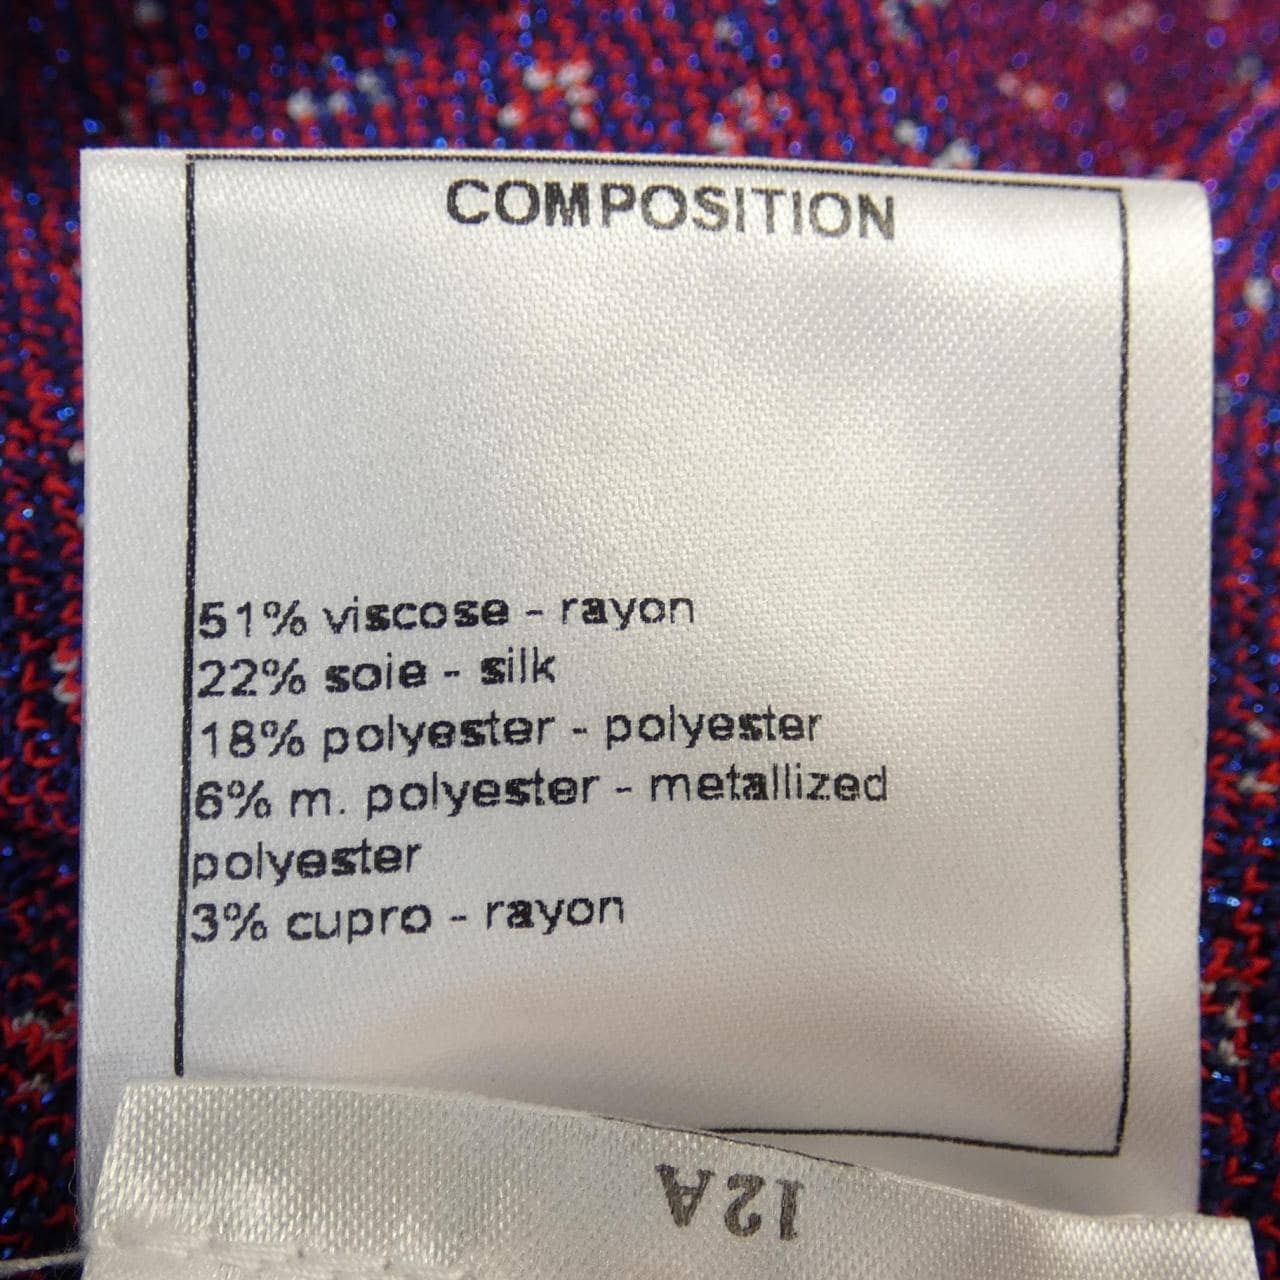 COMPOSITION
51% viscose - rayon
22% soie - silk
18% polyester - polyester
6% m. polyester - metallized
polyester
3% cupro - rayon
12A